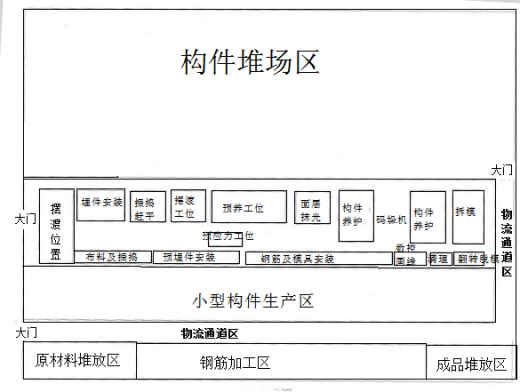 构件堆场区
大门
大门
摆渡位置
埋件安装
振捣赶平
摆渡工位
预养工位
面层抹光
构件养护
码垛机
构件养护
拆模
物流通道区
预应力工位
布料及振捣
预埋件安装
钢筋及模具安装
数控画线
清理
翻转脱模
小型构件生产区
大门
物流通道区
原材料堆放区
钢筋加工区
成品堆放区